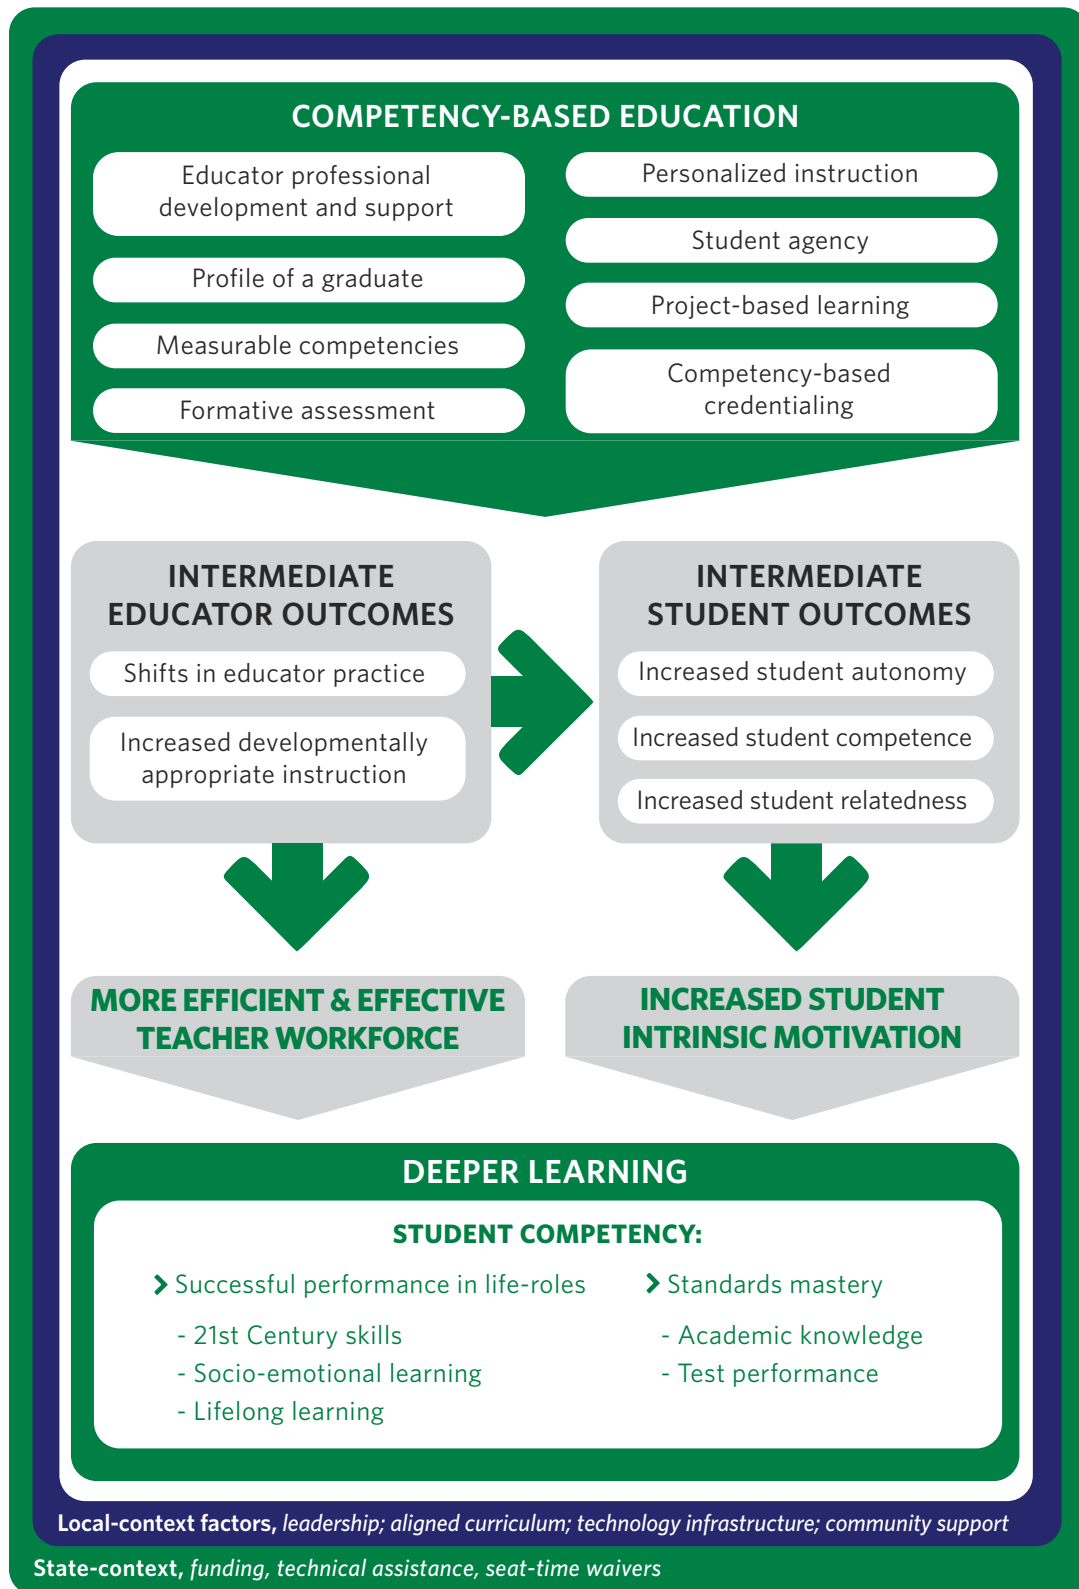 COMPETENCY-BASED EDUCATION
Educator professional
development and support
Profile of a graduate
Measurable competencies
Formative assessment
Personalized instruction
Student agency
Project-based learning
Competency-based
credentialing
INTERMEDIATE
EDUCATOR OUTCOMES
Shifts in educator practice
Increased developmentally
appropriate instruction
INTERMEDIATE
STUDENT OUTCOMES
Increased student autonomy
Increased student competence
Increased student relatedness
MORE EFFICIENT & EFFECTIVE
TEACHER WORKFORCE
INCREASED STUDENT
INTRINSIC MOTIVATION
DEEPER LEARNING
STUDENT COMPETENCY:
Successful performance in life-roles
- 21st Century skills
- Socio-emotional learning
- Lifelong learning
Standards mastery
- Academic knowledge
- Test performance
Local-context factors, leadership; aligned curriculum; technology infrastructure; community support
State-context, funding, technical assistance, seat-time waivers